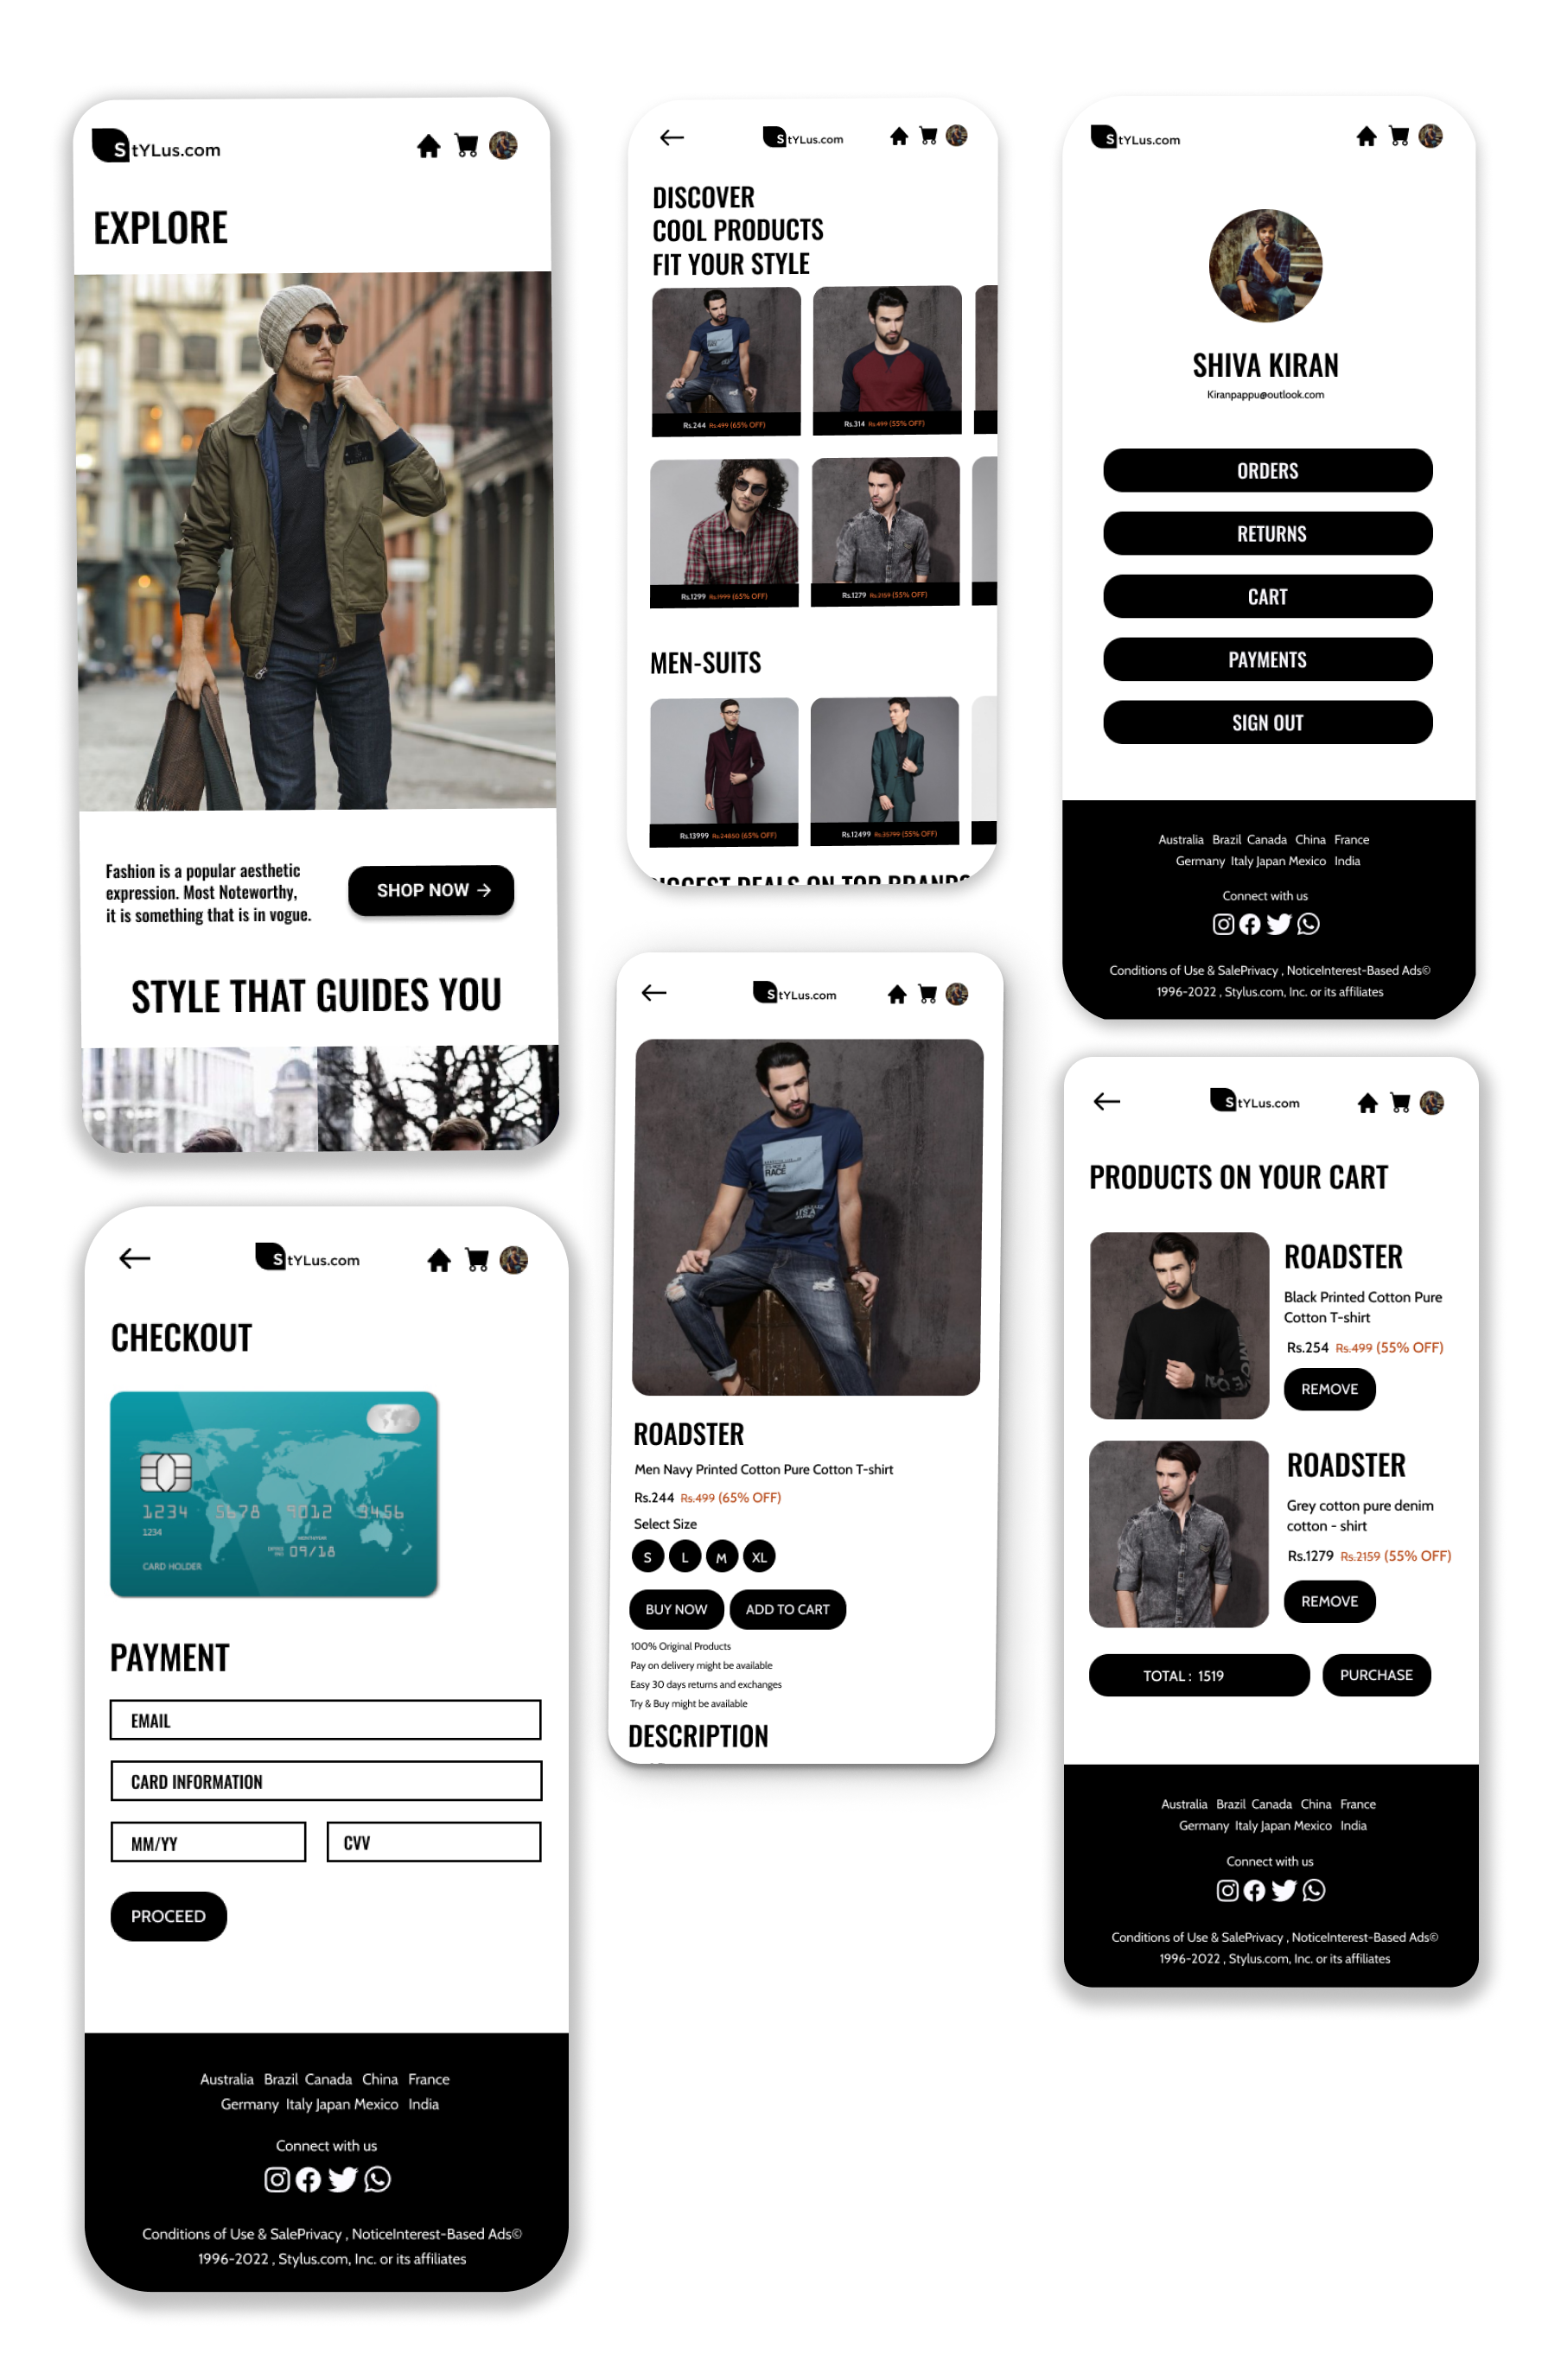 StYLus.com
EXPLORE
Fashion is a popular aesthetic
expression. Most Noteworthy,
it is something that is in vogue.
SHOP NOW →
STYLE THAT GUIDES YOU
StYLus.com
DISCOVER
COOL PRODUCTS
FIT YOUR STYLE
Rs.244 Rs.499 (65% OFF)
Rs.314 Rs.499 (55% OFF)
Rs.1299 Rs.1999 (65% OFF)
Rs.1279 Rs.2159 (55% OFF)
MEN-SUITS
Rs.13999 Rs.24850 (65% OFF)
Rs.12499 Rs.35799 (55% OFF)
BIGGEST DEALS ON TOP BRANDS
StYLus.com
SHIVA KIRAN
Kiranpappu@outlook.com
ORDERS
RETURNS
CART
PAYMENTS
SIGN OUT
Australia Brazil Canada China France
Germany Italy Japan Mexico India
Connect with us
Conditions of Use & SalePrivacy , NoticeInterest-Based Ads©
1996-2022 , Stylus.com, Inc. or its affiliates
StYLus.com
RACE
ITS A
ROADSTER
Men Navy Printed Cotton Pure Cotton T-shirt
Rs.244 Rs.499 (65% OFF)
Select Size
S L M XL
BUY NOW ADD TO CART
100% Original Products
Pay on delivery might be available
Easy 30 days returns and exchanges
Try & Buy might be available
DESCRIPTION
StYLus.com
PRODUCTS ON YOUR CART
ROADSTER
Black Printed Cotton Pure
Cotton T-shirt
Rs.254 Rs.499 (55% OFF)
REMOVE
ROADSTER
Grey cotton pure denim
cotton - shirt
Rs.1279 Rs.2159 (55% OFF)
REMOVE
TOTAL : 1519 PURCHASE
Australia Brazil Canada China France
Germany Italy Japan Mexico India
Connect with us
Conditions of Use & SalePrivacy , NoticeInterest-Based Ads©
1996-2022 , Stylus.com, Inc. or its affiliates
StYLus.com
CHECKOUT
1234 5678 9012 3456
1234
09/18
CARD HOLDER
PAYMENT
EMAIL
CARD INFORMATION
MM/YY CVV
PROCEED
Australia Brazil Canada China France
Germany Italy Japan Mexico India
Connect with us
Conditions of Use & SalePrivacy , NoticeInterest-Based Ads©
1996-2022 , Stylus.com, Inc. or its affiliates